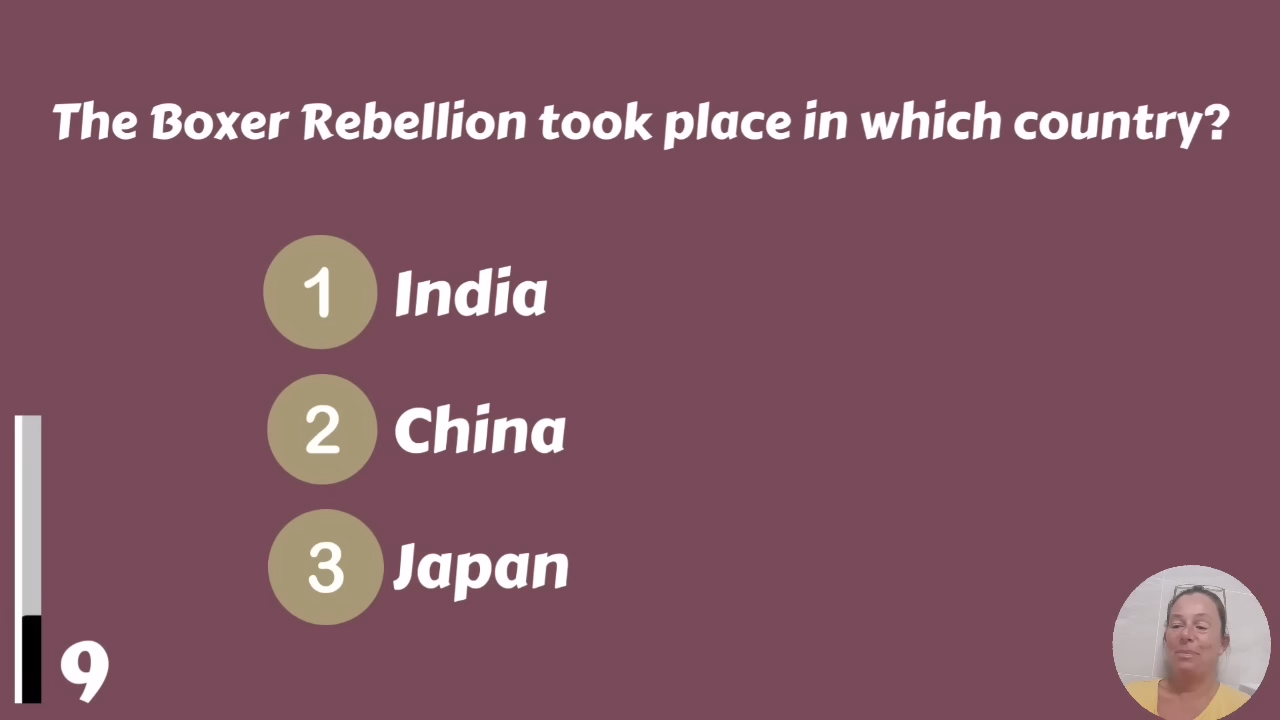 The Boxer Rebellion took place in which country?
1 India
2 China
3 Japan
9